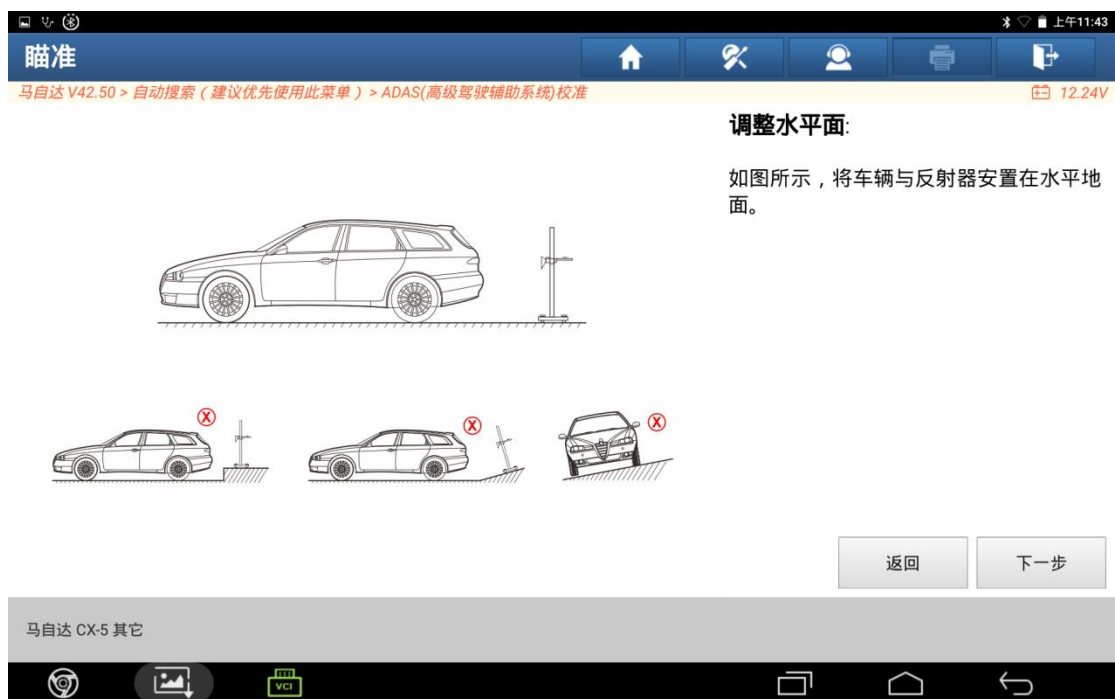 上午11:43
瞄准
马自达 V42.50 > 自动搜索（建议优先使用此菜单）> ADAS(高级驾驶辅助系统)校准
12.24V
调整水平面:
如图所示，将车辆与反射器安置在水平地
面。
X
X
X
返回
下一步
马自达 CX-5 其它
VCI